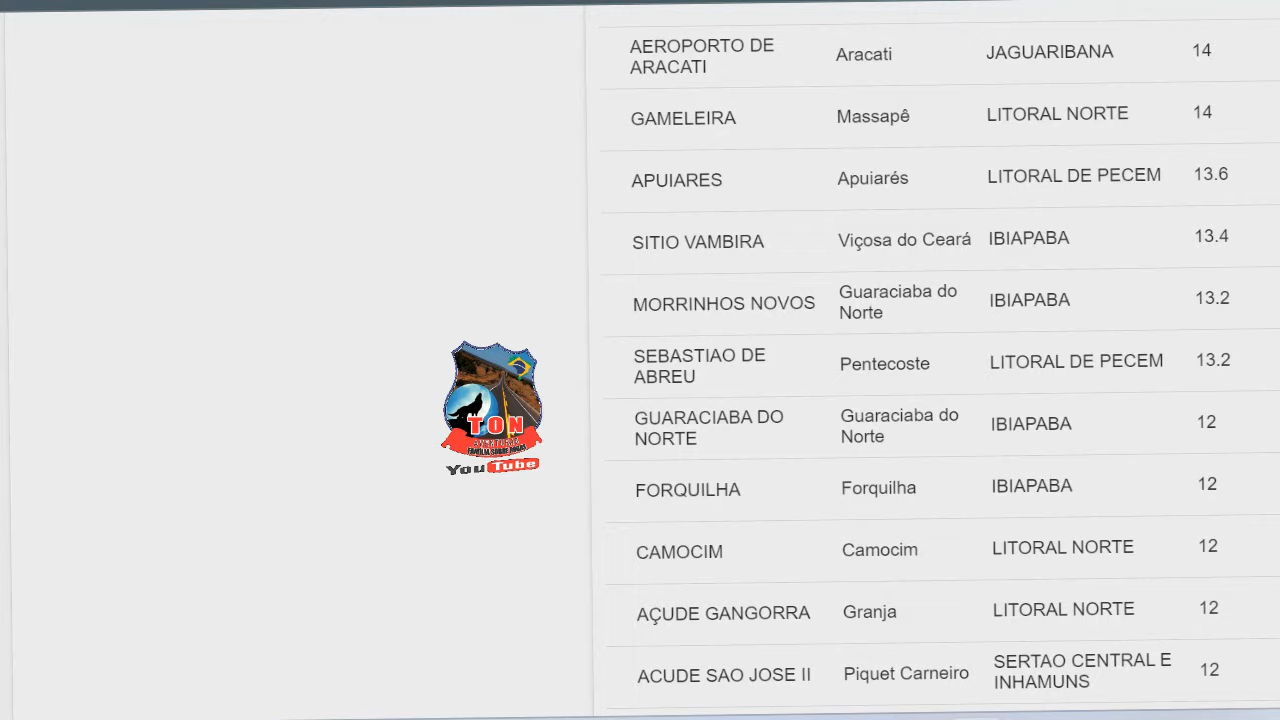 AEROPORTO DE
ARACATI
Aracati
JAGUARIBANA
14
GAMELEIRA
Massapê
LITORAL NORTE
14
APUIARES
Apuiarés
LITORAL DE PECEM
13.6
SITIO VAMBIRA
Viçosa do Ceará
IBIAPABA
13.4
MORRINHOS NOVOS
Guaraciaba do
Norte
IBIAPABA
13.2
SEBASTIAO DE
ABREU
Pentecoste
LITORAL DE PECEM
13.2
GUARACIABA DO
NORTE
Guaraciaba do
Norte
IBIAPABA
12
FORQUILHA
Forquilha
IBIAPABA
12
CAMOCIM
Camocim
LITORAL NORTE
12
AÇUDE GANGORRA
Granja
LITORAL NORTE
12
ACUDE SAO JOSE II
Piquet Carneiro
SERTAO CENTRAL E
INHAMUNS
12
TON
YouTube